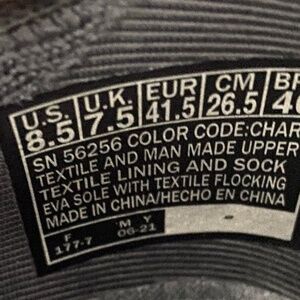 U.S. U.K. EUR CM BR
8.5 7.5 41.5 26.5
SN 56256 COLOR CODE:CHAR
TEXTILE AND MAN MADE UPPER
TEXTILE LINING AND SOCK
EVA SOLE WITH TEXTILE FLOCKING
MADE IN CHINA/HECHO EN CHINA
F M Y -
177-7 06-21